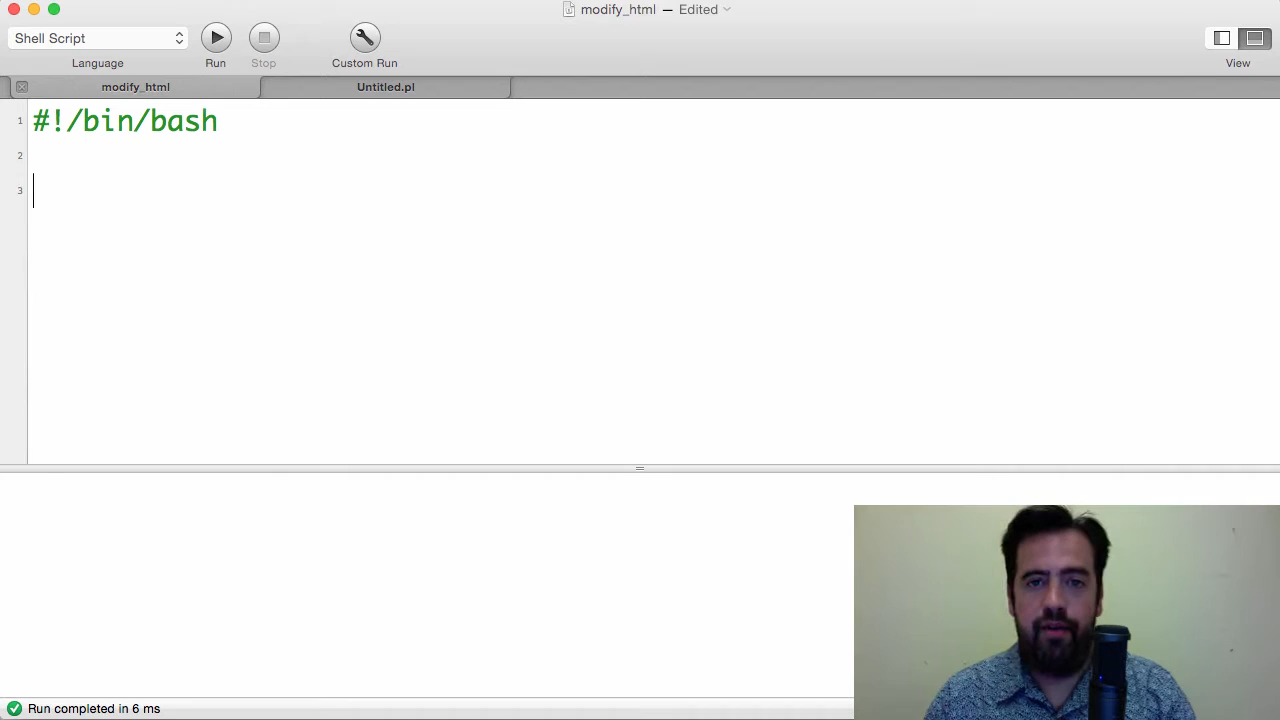 modify_html — Edited
Shell Script
Language
Run
Stop
Custom Run
View
modify_html
Untitled.pl
1 #!/bin/bash
2
3
Run completed in 6 ms